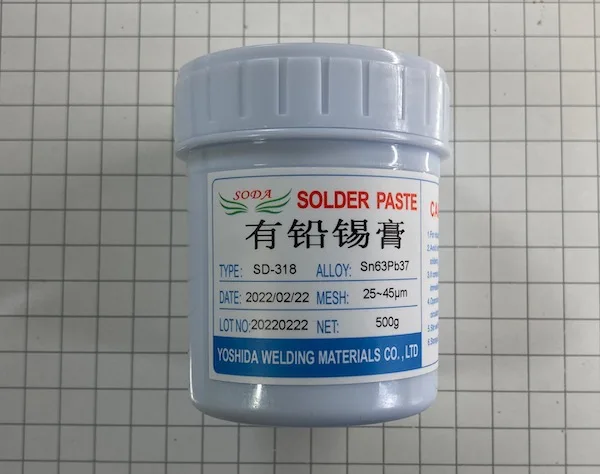 SODA
SOLDER PASTE
有铅锡膏
TYPE: SD-318 ALLOY: Sn63Pb37
DATE: 2022/02/22 MESH: 25~45μm
LOT NO: 20220222 NET: 500g
YOSHIDA WELDING MATERIALS CO., LTD